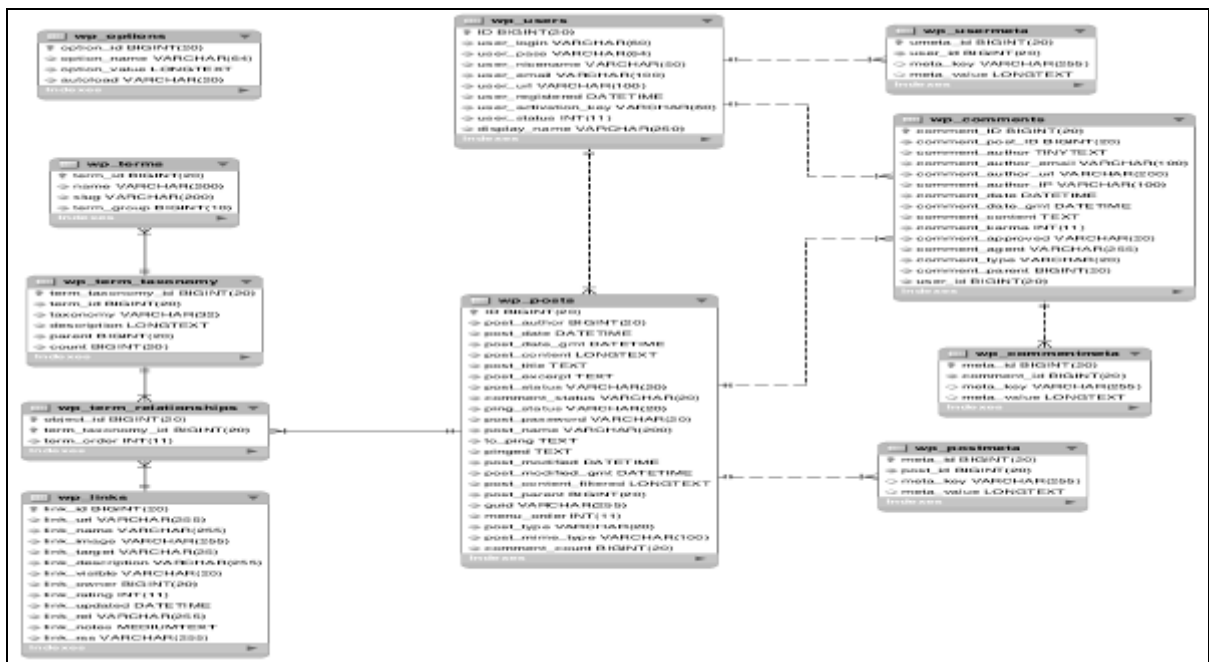 wp_options
option_id BIGINT(20)
option_name VARCHAR(64)
option_value LONGTEXT
autoload VARCHAR(20)
Indexes
wp_users
ID BIGINT(20)
user_login VARCHAR(60)
user_pass VARCHAR(64)
user_nicename VARCHAR(50)
user_email VARCHAR(100)
user_url VARCHAR(100)
user_registered DATETIME
user_activation_key VARCHAR(60)
user_status INT(11)
display_name VARCHAR(250)
Indexes
wp_usermeta
umeta_id BIGINT(20)
user_id BIGINT(20)
meta_key VARCHAR(255)
meta_value LONGTEXT
Indexes
wp_comments
comment_ID BIGINT(20)
comment_post_ID BIGINT(20)
comment_author TINYTEXT
comment_author_email VARCHAR(100)
comment_author_url VARCHAR(200)
comment_author_IP VARCHAR(100)
comment_date DATETIME
comment_date_gmt DATETIME
comment_content TEXT
comment_karma INT(11)
comment_approved VARCHAR(20)
comment_agent VARCHAR(255)
comment_type VARCHAR(20)
comment_parent BIGINT(20)
user_id BIGINT(20)
Indexes
wp_terms
term_id BIGINT(20)
name VARCHAR(200)
slug VARCHAR(200)
term_group BIGINT(10)
Indexes
wp_term_taxonomy
term_taxonomy_id BIGINT(20)
term_id BIGINT(20)
taxonomy VARCHAR(32)
description LONGTEXT
parent BIGINT(20)
count BIGINT(20)
Indexes
wp_posts
ID BIGINT(20)
post_author BIGINT(20)
post_date DATETIME
post_date_gmt DATETIME
post_content LONGTEXT
post_title TEXT
post_excerpt TEXT
post_status VARCHAR(20)
comment_status VARCHAR(20)
ping_status VARCHAR(20)
post_password VARCHAR(20)
post_name VARCHAR(200)
to_ping TEXT
pinged TEXT
post_modified DATETIME
post_modified_gmt DATETIME
post_content_filtered LONGTEXT
post_parent BIGINT(20)
guid VARCHAR(255)
menu_order INT(11)
post_type VARCHAR(20)
post_mime_type VARCHAR(100)
comment_count BIGINT(20)
Indexes
wp_commentmeta
meta_id BIGINT(20)
comment_id BIGINT(20)
meta_key VARCHAR(255)
meta_value LONGTEXT
Indexes
wp_term_relationships
object_id BIGINT(20)
term_taxonomy_id BIGINT(20)
term_order INT(11)
Indexes
wp_postmeta
meta_id BIGINT(20)
post_id BIGINT(20)
meta_key VARCHAR(255)
meta_value LONGTEXT
Indexes
wp_links
link_id BIGINT(20)
link_url VARCHAR(255)
link_name VARCHAR(255)
link_image VARCHAR(255)
link_target VARCHAR(25)
link_description VARCHAR(255)
link_visible VARCHAR(20)
link_owner BIGINT(20)
link_rating INT(11)
link_updated DATETIME
link_rel VARCHAR(255)
link_notes MEDIUMTEXT
link_rss VARCHAR(255)
Indexes